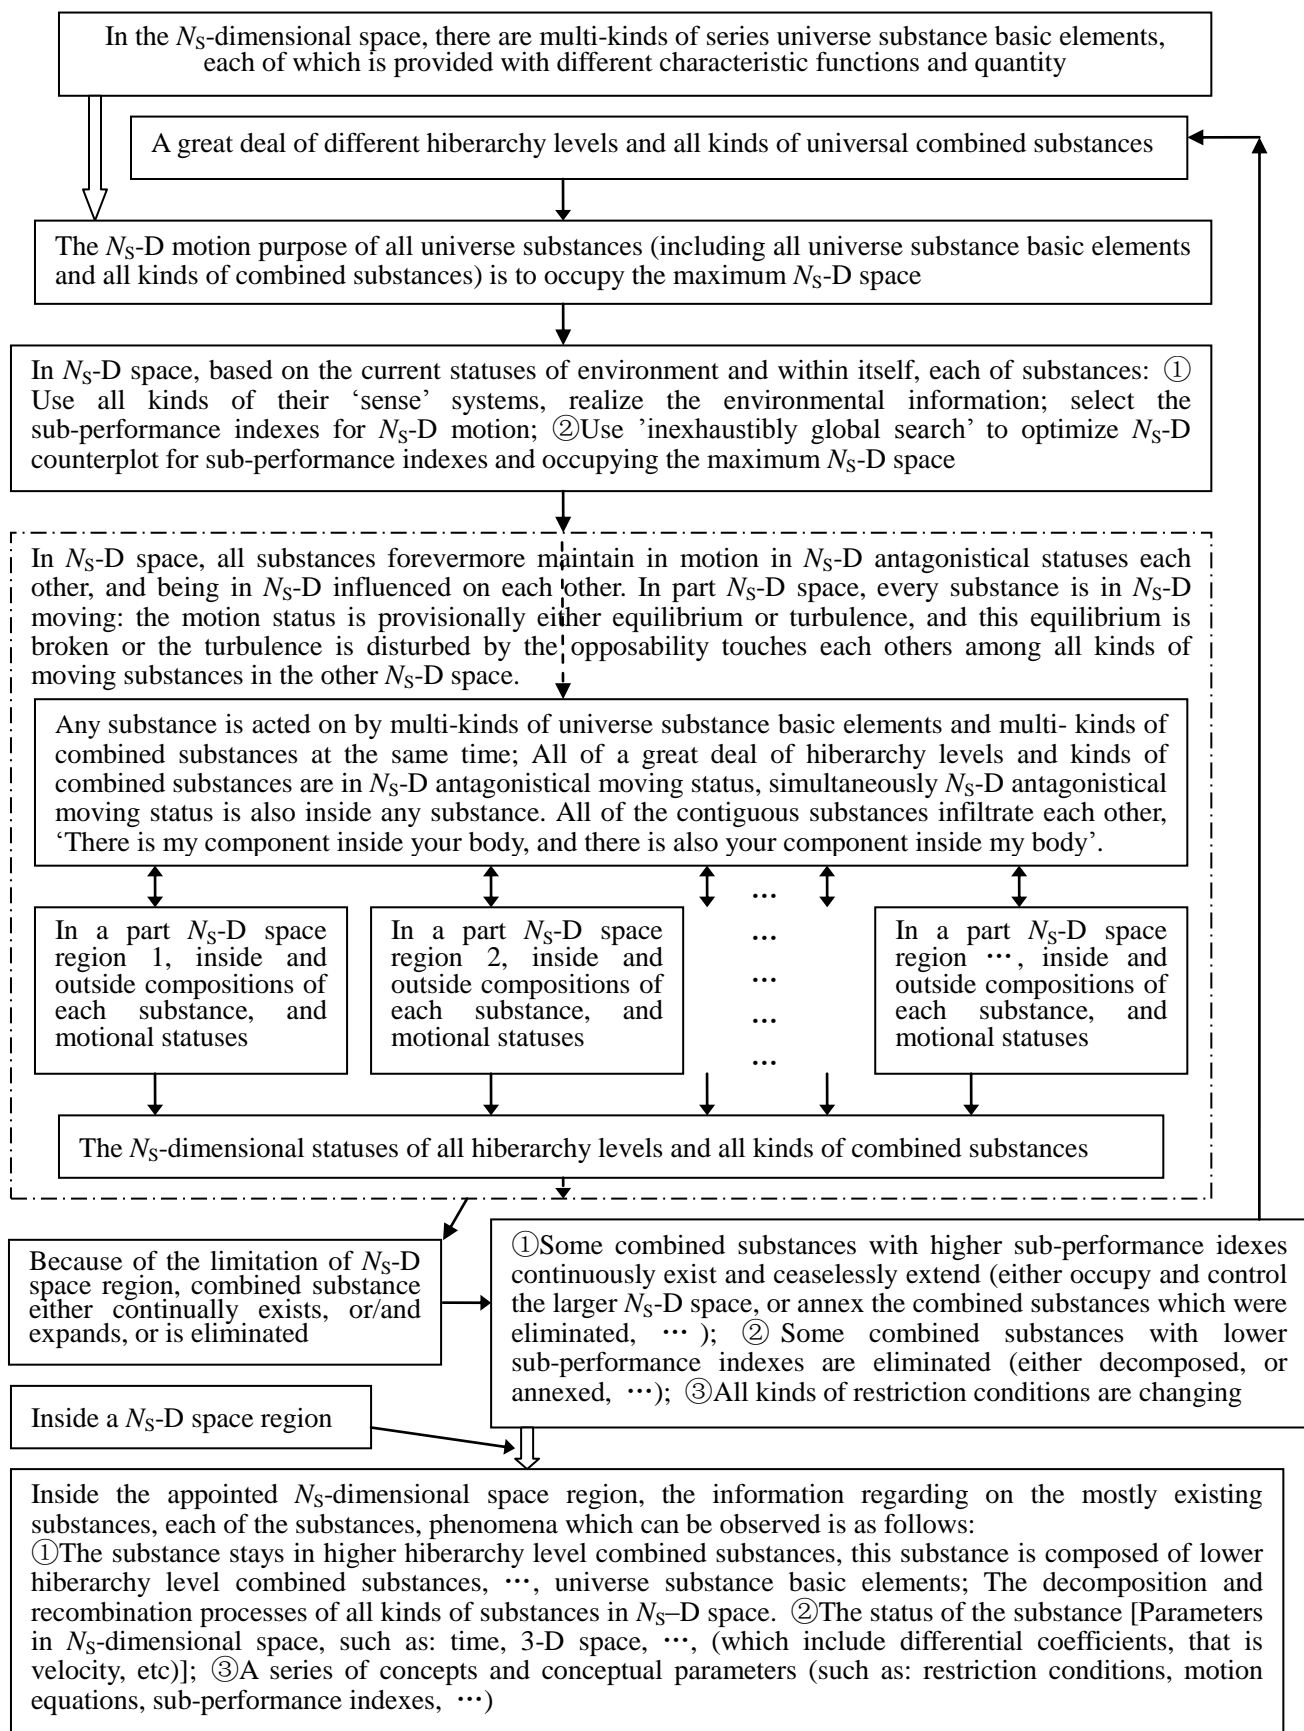 In the NS-dimensional space, there are multi-kinds of series universe substance basic elements,
each of which is provided with different characteristic functions and quantity
A great deal of different hiberarchy levels and all kinds of universal combined substances
The NS-D motion purpose of all universe substances (including all universe substance basic elements
and all kinds of combined substances) is to occupy the maximum NS-D space
In NS-D space, based on the current statuses of environment and within itself, each of substances: ①
Use all kinds of their ‘sense’ systems, realize the environmental information; select the
sub-performance indexes for NS-D motion; ②Use ’inexhaustibly global search’ to optimize NS-D
counterplot for sub-performance indexes and occupying the maximum NS-D space
In NS-D space, all substances forevermore maintain in motion in NS-D antagonistical statuses each
other, and being in NS-D influenced on each other. In part NS-D space, every substance is in NS-D
moving: the motion status is provisionally either equilibrium or turbulence, and this equilibrium is
broken or the turbulence is disturbed by the opposability touches each others among all kinds of
moving substances in the other NS-D space.
Any substance is acted on by multi-kinds of universe substance basic elements and multi- kinds of
combined substances at the same time; All of a great deal of hiberarchy levels and kinds of
combined substances are in NS-D antagonistical moving status, simultaneously NS-D antagonistical
moving status is also inside any substance. All of the contiguous substances infiltrate each other,
‘There is my component inside your body, and there is also your component inside my body’.
...
In a part NS-D space
region 1, inside and
outside compositions of
each substance, and
motional statuses
In a part NS-D space
region 2, inside and
outside compositions of
each substance, and
motional statuses
...
...
...
...
In a part NS-D space
region …, inside and
outside compositions of
each substance, and
motional statuses
The NS-dimensional statuses of all hiberarchy levels and all kinds of combined substances
Because of the limitation of NS-D
space region, combined substance
either continually exists, or/and
expands, or is eliminated
①Some combined substances with higher sub-performance idexes
continuously exist and ceaselessly extend (either occupy and control
the larger NS-D space, or annex the combined substances which were
eliminated, … ); ② Some combined substances with lower
sub-performance indexes are eliminated (either decomposed, or
annexed, …); ③All kinds of restriction conditions are changing
Inside a NS-D space region
Inside the appointed NS-dimensional space region, the information regarding on the mostly existing
substances, each of the substances, phenomena which can be observed is as follows:
①The substance stays in higher hiberarchy level combined substances, this substance is composed of lower
hiberarchy level combined substances, …, universe substance basic elements; The decomposition and
recombination processes of all kinds of substances in NS–D space. ②The status of the substance [Parameters
in NS-dimensional space, such as: time, 3-D space, …, (which include differential coefficients, that is
velocity, etc)]; ③A series of concepts and conceptual parameters (such as: restriction conditions, motion
equations, sub-performance indexes, …)